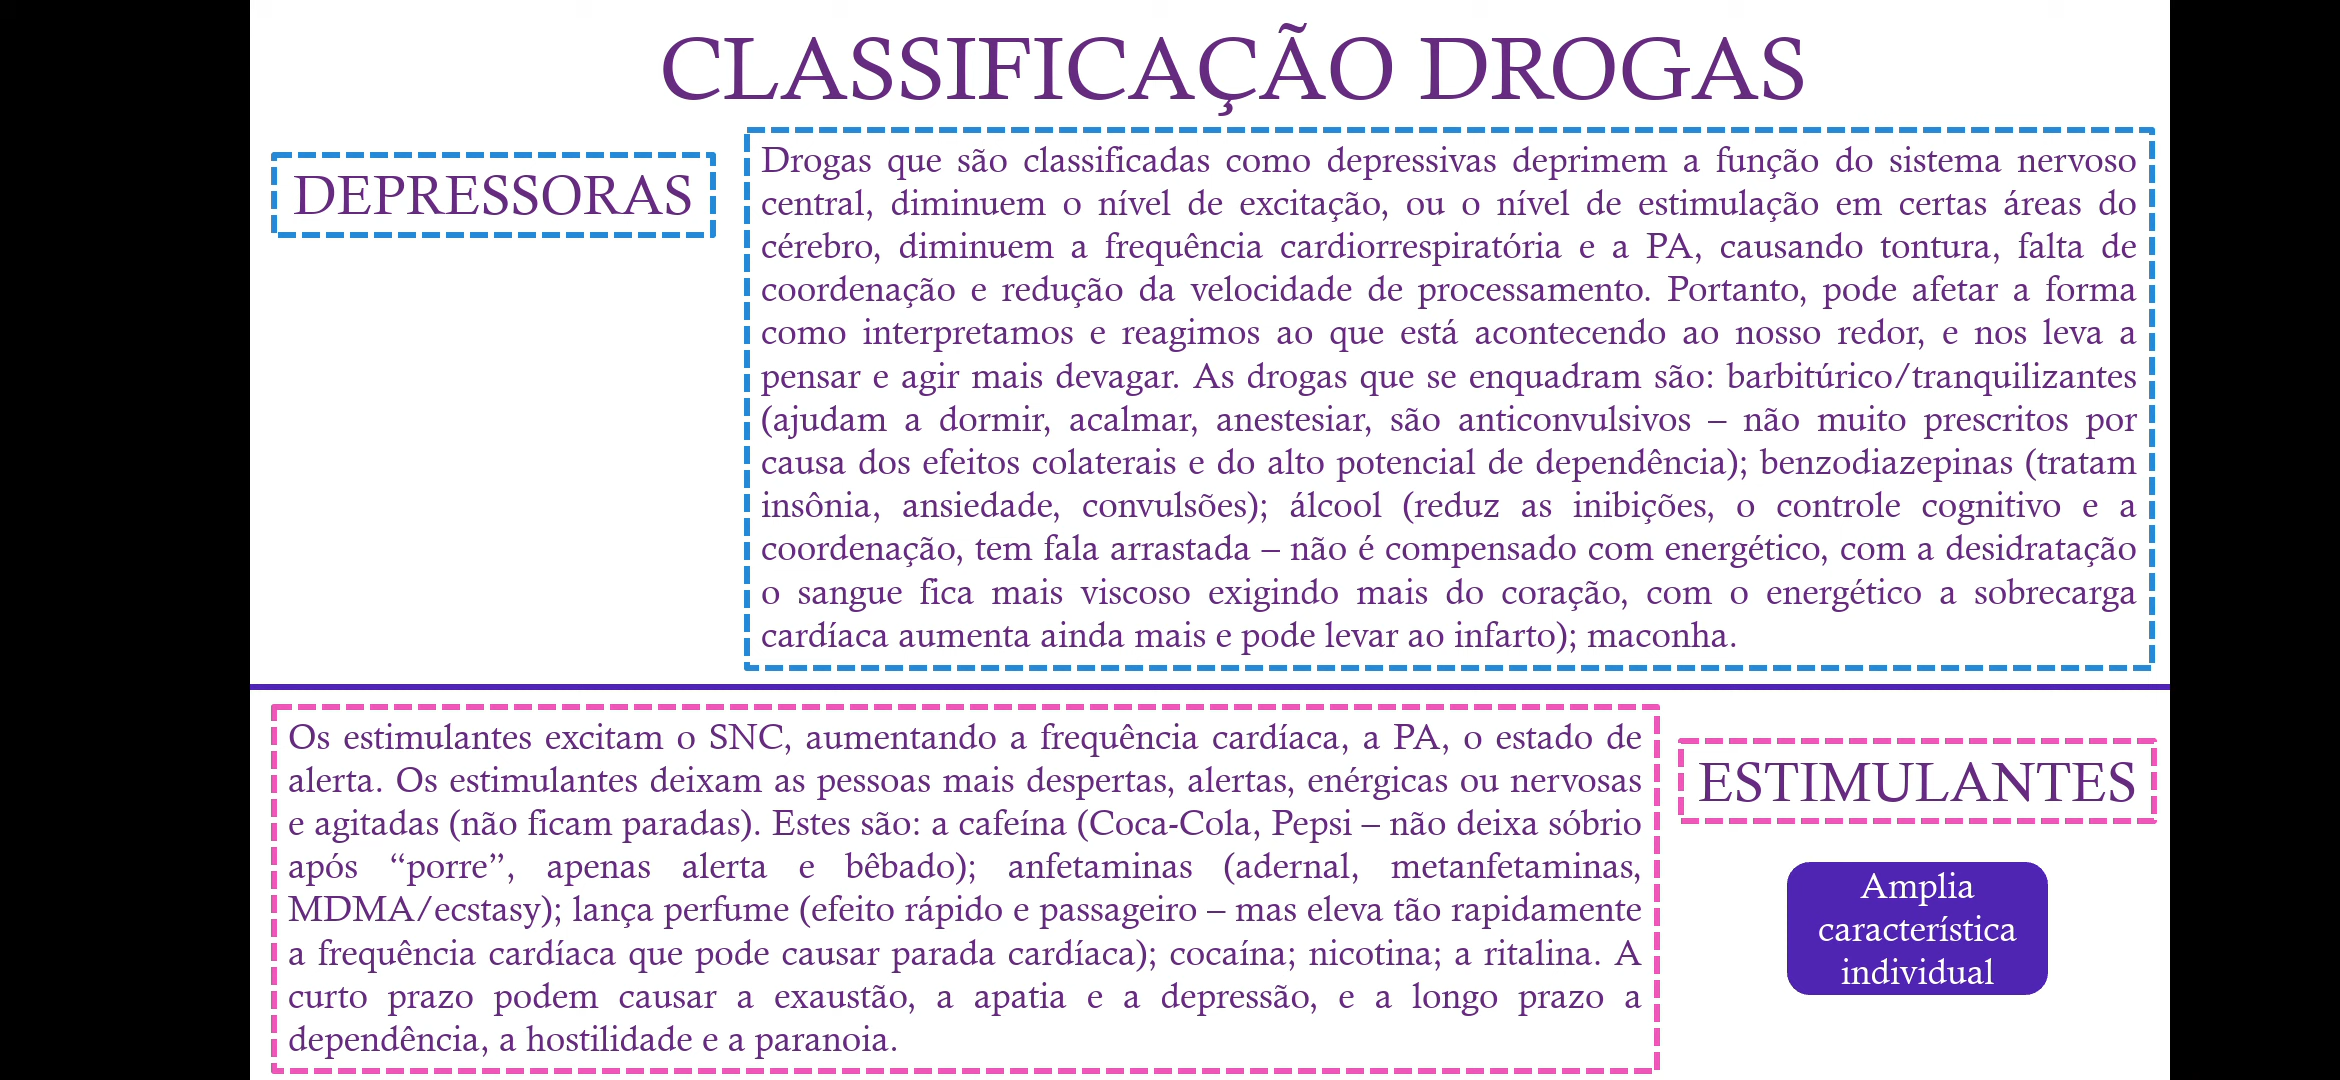 CLASSIFICAÇÃO DROGAS
DEPRESSORAS
Drogas que são classificadas como depressivas deprimem a função do sistema nervoso
central, diminuem o nível de excitação, ou o nível de estimulação em certas áreas do
cérebro, diminuem a frequência cardiorrespiratória e a PA, causando tontura, falta de
coordenação e redução da velocidade de processamento. Portanto, pode afetar a forma
como interpretamos e reagimos ao que está acontecendo ao nosso redor, e nos leva a
pensar e agir mais devagar. As drogas que se enquadram são: barbitúrico/tranquilizantes
(ajudam a dormir, acalmar, anestesiar, são anticonvulsivos – não muito prescritos por
causa dos efeitos colaterais e do alto potencial de dependência); benzodiazepinas (tratam
insônia, ansiedade, convulsões); álcool (reduz as inibições, o controle cognitivo e a
coordenação, tem fala arrastada – não é compensado com energético, com a desidratação
o sangue fica mais viscoso exigindo mais do coração, com o energético a sobrecarga
cardíaca aumenta ainda mais e pode levar ao infarto); maconha.
Os estimulantes excitam o SNC, aumentando a frequência cardíaca, a PA, o estado de
alerta. Os estimulantes deixam as pessoas mais despertas, alertas, enérgicas ou nervosas
e agitadas (não ficam paradas). Estes são: a cafeína (Coca-Cola, Pepsi – não deixa sóbrio
após “porre”, apenas alerta e bêbado); anfetaminas (adernal, metanfetaminas,
MDMA/ecstasy); lança perfume (efeito rápido e passageiro – mas eleva tão rapidamente
a frequência cardíaca que pode causar parada cardíaca); cocaína; nicotina; a ritalina. A
curto prazo podem causar a exaustão, a apatia e a depressão, e a longo prazo a
dependência, a hostilidade e a paranoia.
ESTIMULANTES
Amplia
característica
individual